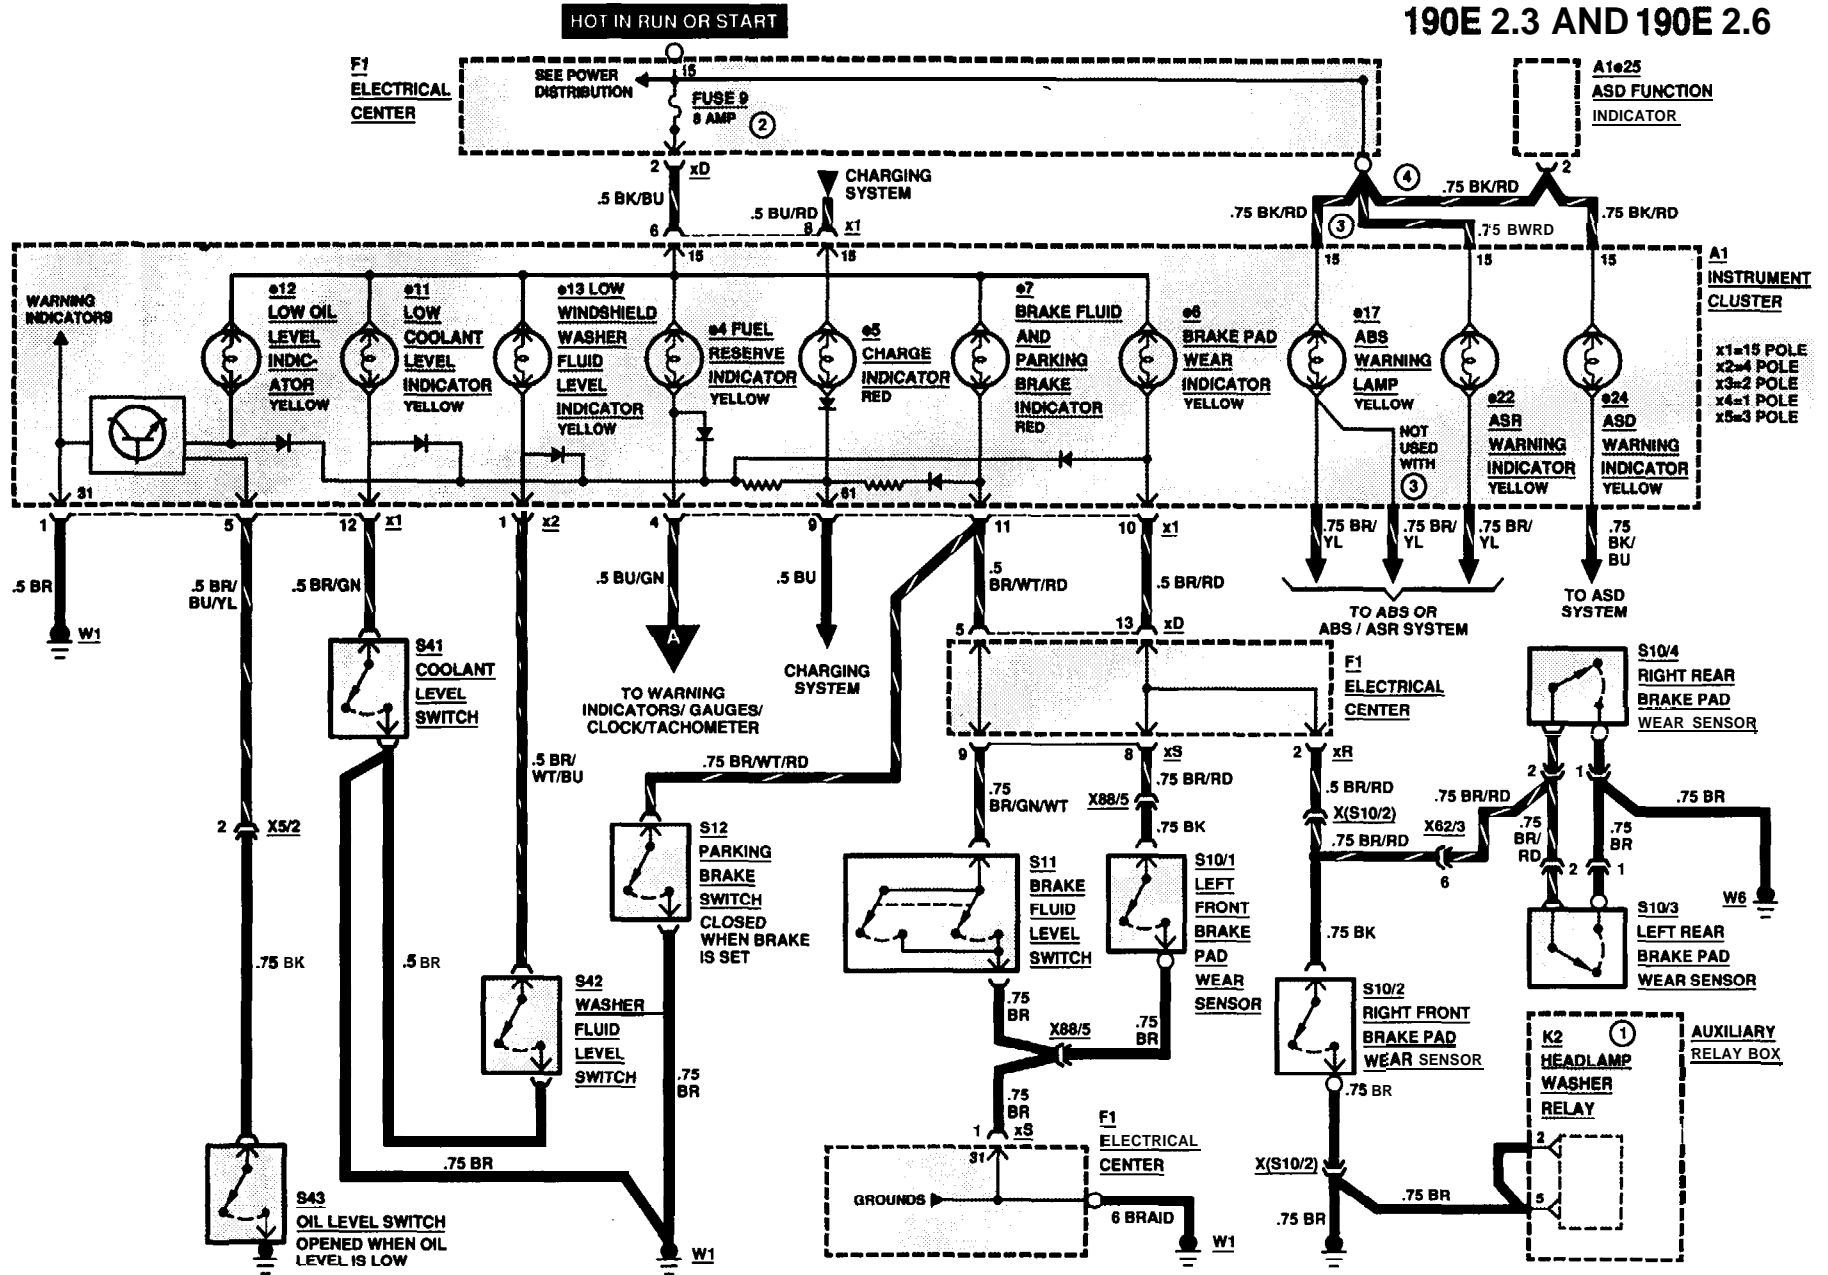 190E 2.3 AND 190E 2.6
HOT IN RUN OR START
F1
ELECTRICAL
CENTER
SEE POWER
DISTRIBUTION
15
FUSE 9
8 AMP
2
A1e25
ASD FUNCTION
INDICATOR
2
xD
.5 BK/BU
6
CHARGING
SYSTEM
.5 BU/RD
8
x1
4
.75 BK/RD
2
.75 BK/RD
3
.75 BWRD
.75 BK/RD
15
15
15
15
15
A1
INSTRUMENT
CLUSTER
x1=15 POLE
x2=4 POLE
x3=2 POLE
x4=1 POLE
x5=3 POLE
WARNING
INDICATORS
e12
LOW OIL
LEVEL
INDIC-
ATOR
YELLOW
e11
LOW
COOLANT
LEVEL
INDICATOR
YELLOW
e13 LOW
WINDSHIELD
WASHER
FLUID
LEVEL
INDICATOR
YELLOW
e4 FUEL
RESERVE
INDICATOR
YELLOW
e5
CHARGE
INDICATOR
RED
e7
BRAKE FLUID
AND
PARKING
BRAKE
INDICATOR
RED
e6
BRAKE PAD
WEAR
INDICATOR
YELLOW
e17
ABS
WARNING
LAMP
YELLOW
NOT
USED
WITH
3
e22
ASR
WARNING
INDICATOR
YELLOW
e24
ASD
WARNING
INDICATOR
YELLOW
31
61
1
5
12
x1
1
x2
4
9
11
10
x1
.5 BR
W1
.5 BR/
BU/YL
.5 BR/GN
.5 BU/GN
.5 BU
.5
BR/WT/RD
.5 BR/RD
.75 BR/
YL
.75 BR/
YL
.75 BR/
YL
.75
BK/
BU
TO ABS OR
ABS / ASR SYSTEM
TO ASD
SYSTEM
A
TO WARNING
INDICATORS/ GAUGES/
CLOCK/TACHOMETER
CHARGING
SYSTEM
S41
COOLANT
LEVEL
SWITCH
5
13
xD
F1
ELECTRICAL
CENTER
9
8
xS
2
xR
S10/4
RIGHT REAR
BRAKE PAD
WEAR SENSOR
.5 BR/
WT/BU
.75 BR/WT/RD
.75
BR/GN/WT
.75 BR/RD
X88/5
.75 BK
.5 BR/RD
X(S10/2)
.75 BR/RD
.75 BR/RD
X62/3
6
2
1
.75
BR/
RD
.75
BR
.75 BR
2
1
W6
2
X5/2
S12
PARKING
BRAKE
SWITCH
CLOSED
WHEN BRAKE
IS SET
S11
BRAKE
FLUID
LEVEL
SWITCH
S10/1
LEFT
FRONT
BRAKE
PAD
WEAR
SENSOR
.75 BK
S10/3
LEFT REAR
BRAKE PAD
WEAR SENSOR
.75 BK
.5 BR
S42
WASHER
FLUID
LEVEL
SWITCH
.75
BR
.75
BR
X88/5
.75
BR
.75
BR
S10/2
RIGHT FRONT
BRAKE PAD
WEAR SENSOR
.75 BR
K2
1
HEADLAMP
WASHER
RELAY
2
5
AUXILIARY
RELAY BOX
X(S10/2)
.75 BR
.75 BR
1
xS
31
GROUNDS
F1
ELECTRICAL
CENTER
6 BRAID
W1
.75 BR
W1
S43
OIL LEVEL SWITCH
OPENED WHEN OIL
LEVEL IS LOW